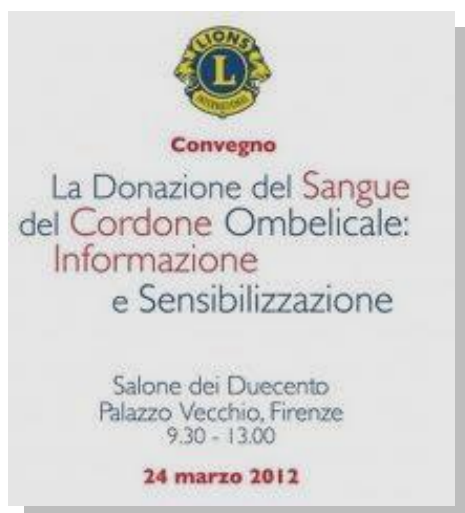 LIONS
L
INTERNATIONAL
Convegno
La Donazione del Sangue
del Cordone Ombelicale:
Informazione
e Sensibilizzazione
Salone dei Duecento
Palazzo Vecchio, Firenze
9.30 - 13.00
24 marzo 2012